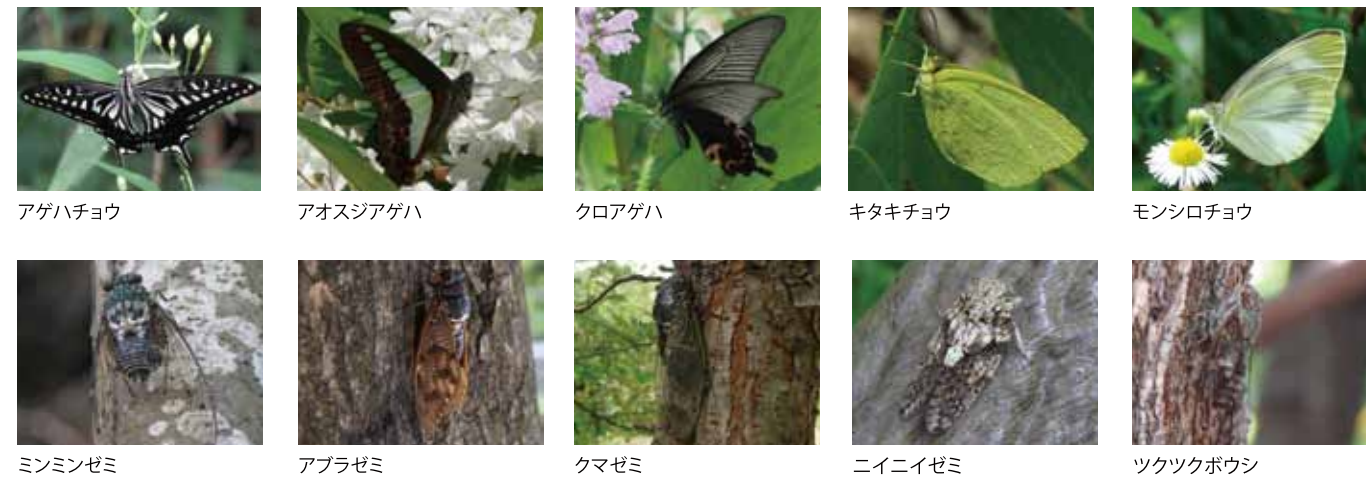 アゲハチョウ
アオスジアゲハ
クロアゲハ
キタキチョウ
モンシロチョウ
ミンミンゼミ
アブラゼミ
クマゼミ
ニイニイゼミ
ツクツクボウシ